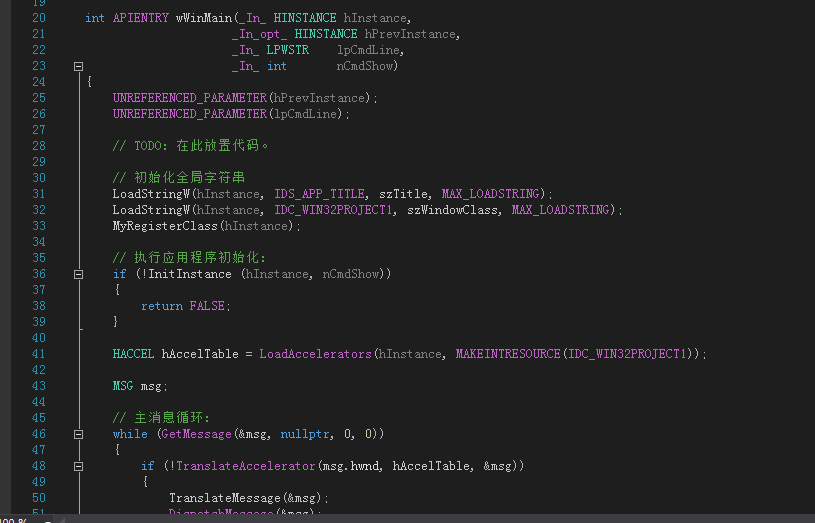 19
20 int APIENTRY wWinMain(_In_ HINSTANCE hInstance,
21 _In_opt_ HINSTANCE hPrevInstance,
22 _In_ LPWSTR lpCmdLine,
23 _In_ int nCmdShow)
24 {
25 UNREFERENCED_PARAMETER(hPrevInstance);
26 UNREFERENCED_PARAMETER(lpCmdLine);
27
28 // TODO: 在此放置代码。
29
30 // 初始化全局字符串
31 LoadStringW(hInstance, IDS_APP_TITLE, szTitle, MAX_LOADSTRING);
32 LoadStringW(hInstance, IDC_WIN32PROJECT1, szWindowClass, MAX_LOADSTRING);
33 MyRegisterClass(hInstance);
34
35 // 执行应用程序初始化:
36 if (!InitInstance (hInstance, nCmdShow))
37 {
38 return FALSE;
39 }
40
41 HACCEL hAccelTable = LoadAccelerators(hInstance, MAKEINTRESOURCE(IDC_WIN32PROJECT1));
42
43 MSG msg;
44
45 // 主消息循环:
46 while (GetMessage(&msg, nullptr, 0, 0))
47 {
48 if (!TranslateAccelerator(msg.hwnd, hAccelTable, &msg))
49 {
50 TranslateMessage(&msg);
51 DispatchMessage(&msg);
100 %